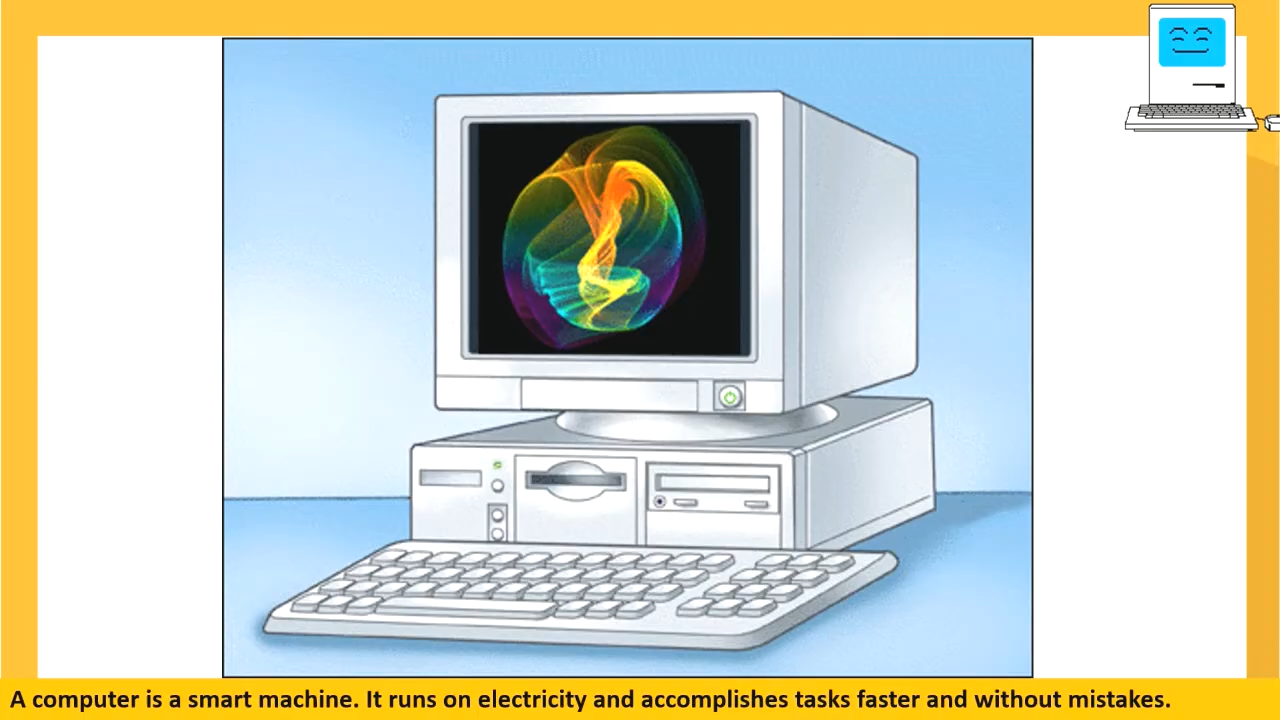 A computer is a smart machine. It runs on electricity and accomplishes tasks faster and without mistakes.